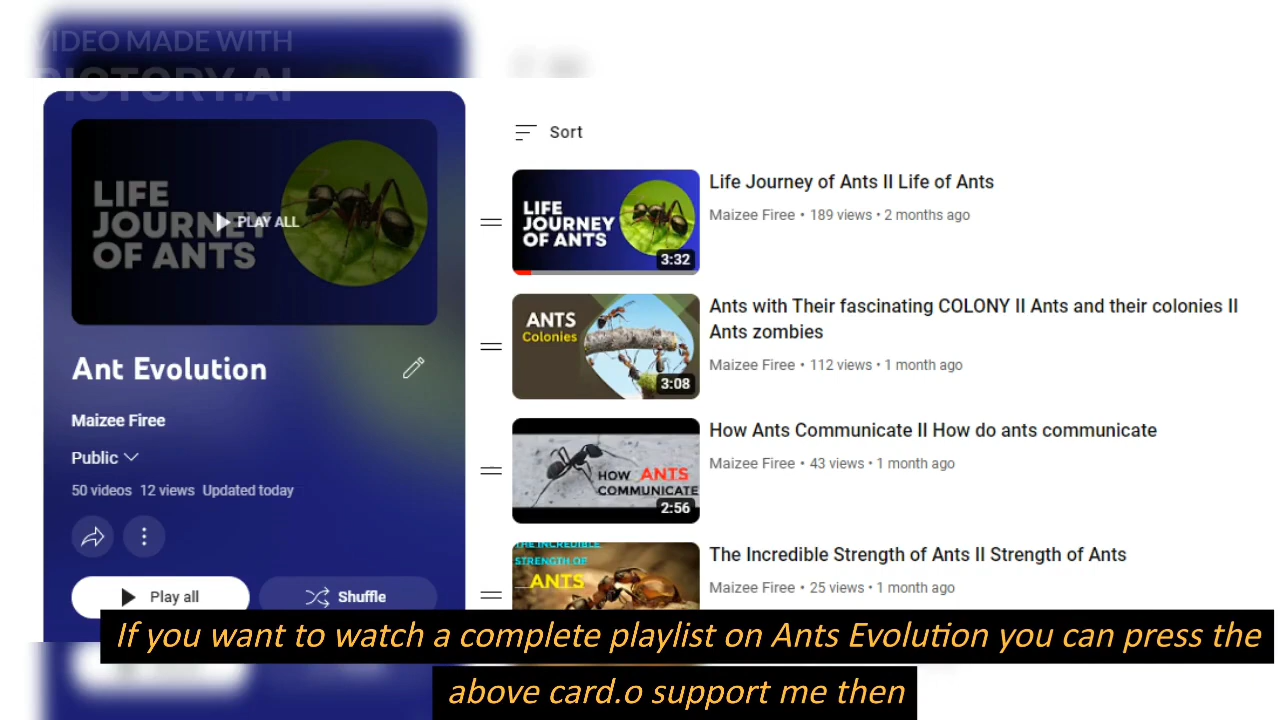 VIDEO MADE WITH
PICTORY.AI
LIFE
JOURNEY
OF ANTS
PLAY ALL
Ant Evolution
Maizee Firee
Public
50 videos 12 views Updated today
Play all
Shuffle
Sort
LIFE
JOURNEY
OF ANTS
3:32
Life Journey of Ants II Life of Ants
Maizee Firee • 189 views • 2 months ago
ANTS
Colonies
3:08
Ants with Their fascinating COLONY II Ants and their colonies II
Ants zombies
Maizee Firee • 112 views • 1 month ago
HOW ANTS
COMMUNICATE
2:56
How Ants Communicate II How do ants communicate
Maizee Firee • 43 views • 1 month ago
THE INCREDIBLE
STRENGTH OF
ANTS
The Incredible Strength of Ants II Strength of Ants
Maizee Firee • 25 views • 1 month ago
If you want to watch a complete playlist on Ants Evolution you can press the
above card.o support me then